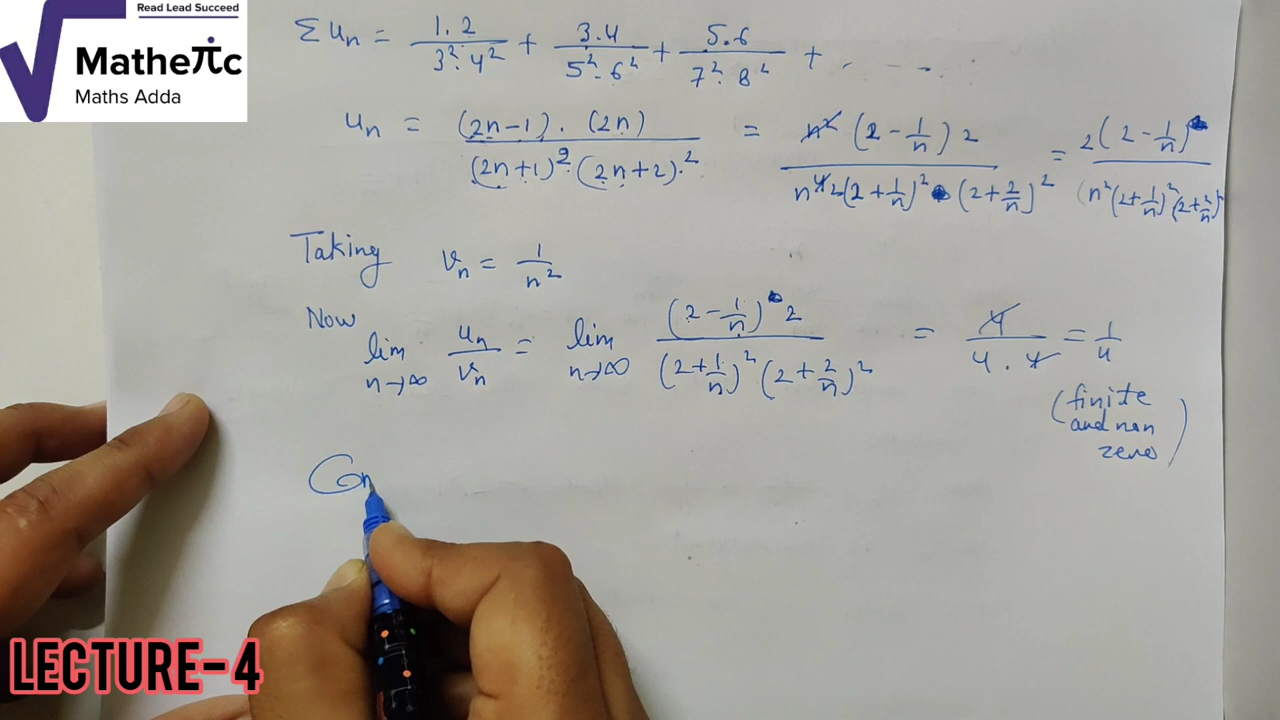 Read Lead Succeed
Matheπc
Maths Adda
Σ uₙ = 1.2/3².4² + 3.4/5².6² + 5.6/7².8² + . . . .
uₙ = (2n-1).(2n)/(2n+1)²(2n+2)² = n²(2-1/n)2/n⁴(2+1/n)²(2+2/n)² = 2(2-1/n)/n²(2+1/n)²(2+2/n)²
Taking vₙ = 1/n²
Now
lim n→∞ uₙ/vₙ = lim n→∞ (2-1/n)2/(2+1/n)²(2+2/n)² = 4/4.4 = 1/4
(finite
and non
zero)
LECTURE-4